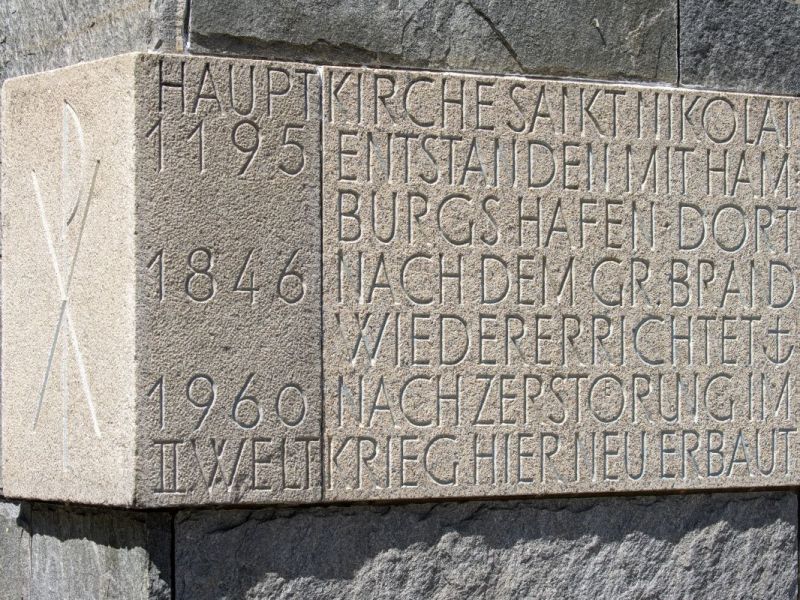 HAUPTKIRCHE SANKT NIKOLAI
1195 ENTSTANDEN MIT HAM
BURGS HAFEN · DORT
1846 NACH DEM GR. BRAND
WIEDERERRICHTET
1960 NACH ZERSTÖRUNG IM
II WELTKRIEG HIER NEU ERBAUT